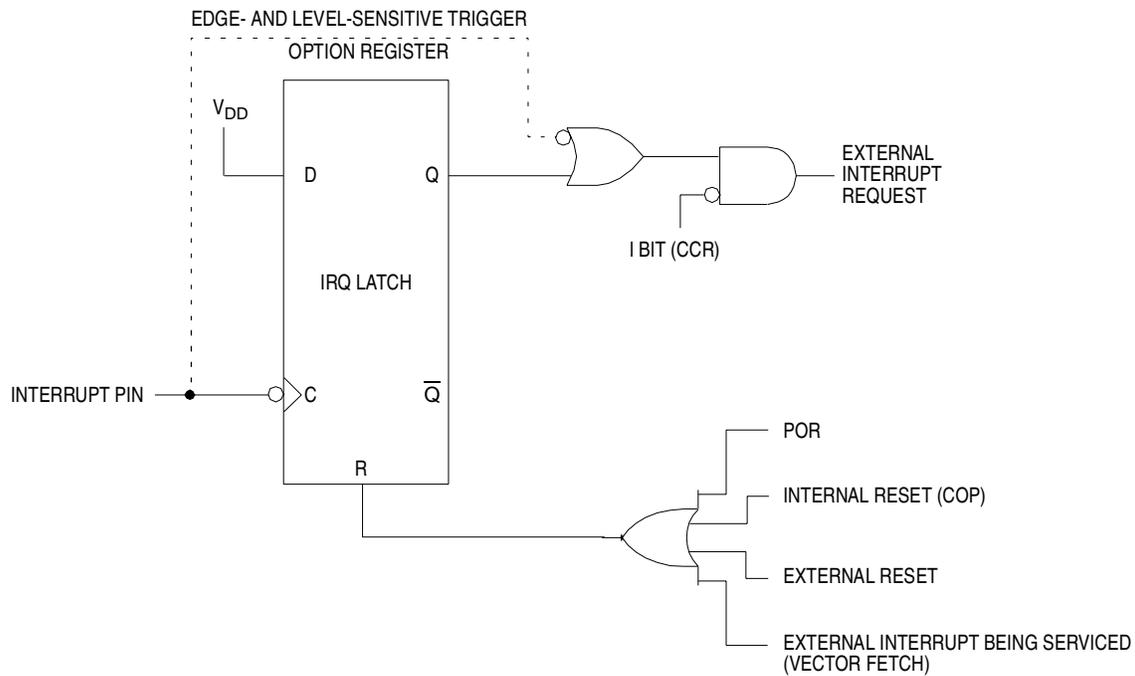 EDGE- AND LEVEL-SENSITIVE TRIGGER
OPTION REGISTER
VDD
D
Q
EXTERNAL
INTERRUPT
REQUEST
I BIT (CCR)
IRQ LATCH
INTERRUPT PIN
C
Q̅
R
POR
INTERNAL RESET (COP)
EXTERNAL RESET
EXTERNAL INTERRUPT BEING SERVICED
(VECTOR FETCH)